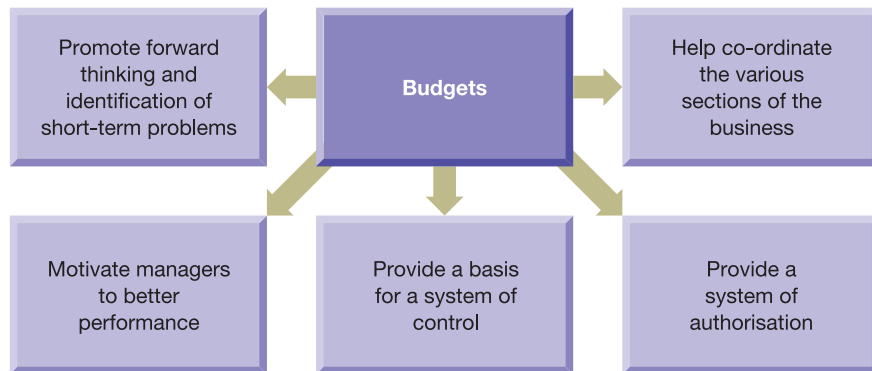 Promote forward
thinking and
identification of
short-term problems
Budgets
Help co-ordinate
the various
sections of the
business
Motivate managers
to better
performance
Provide a basis
for a system of
control
Provide a
system of
authorisation